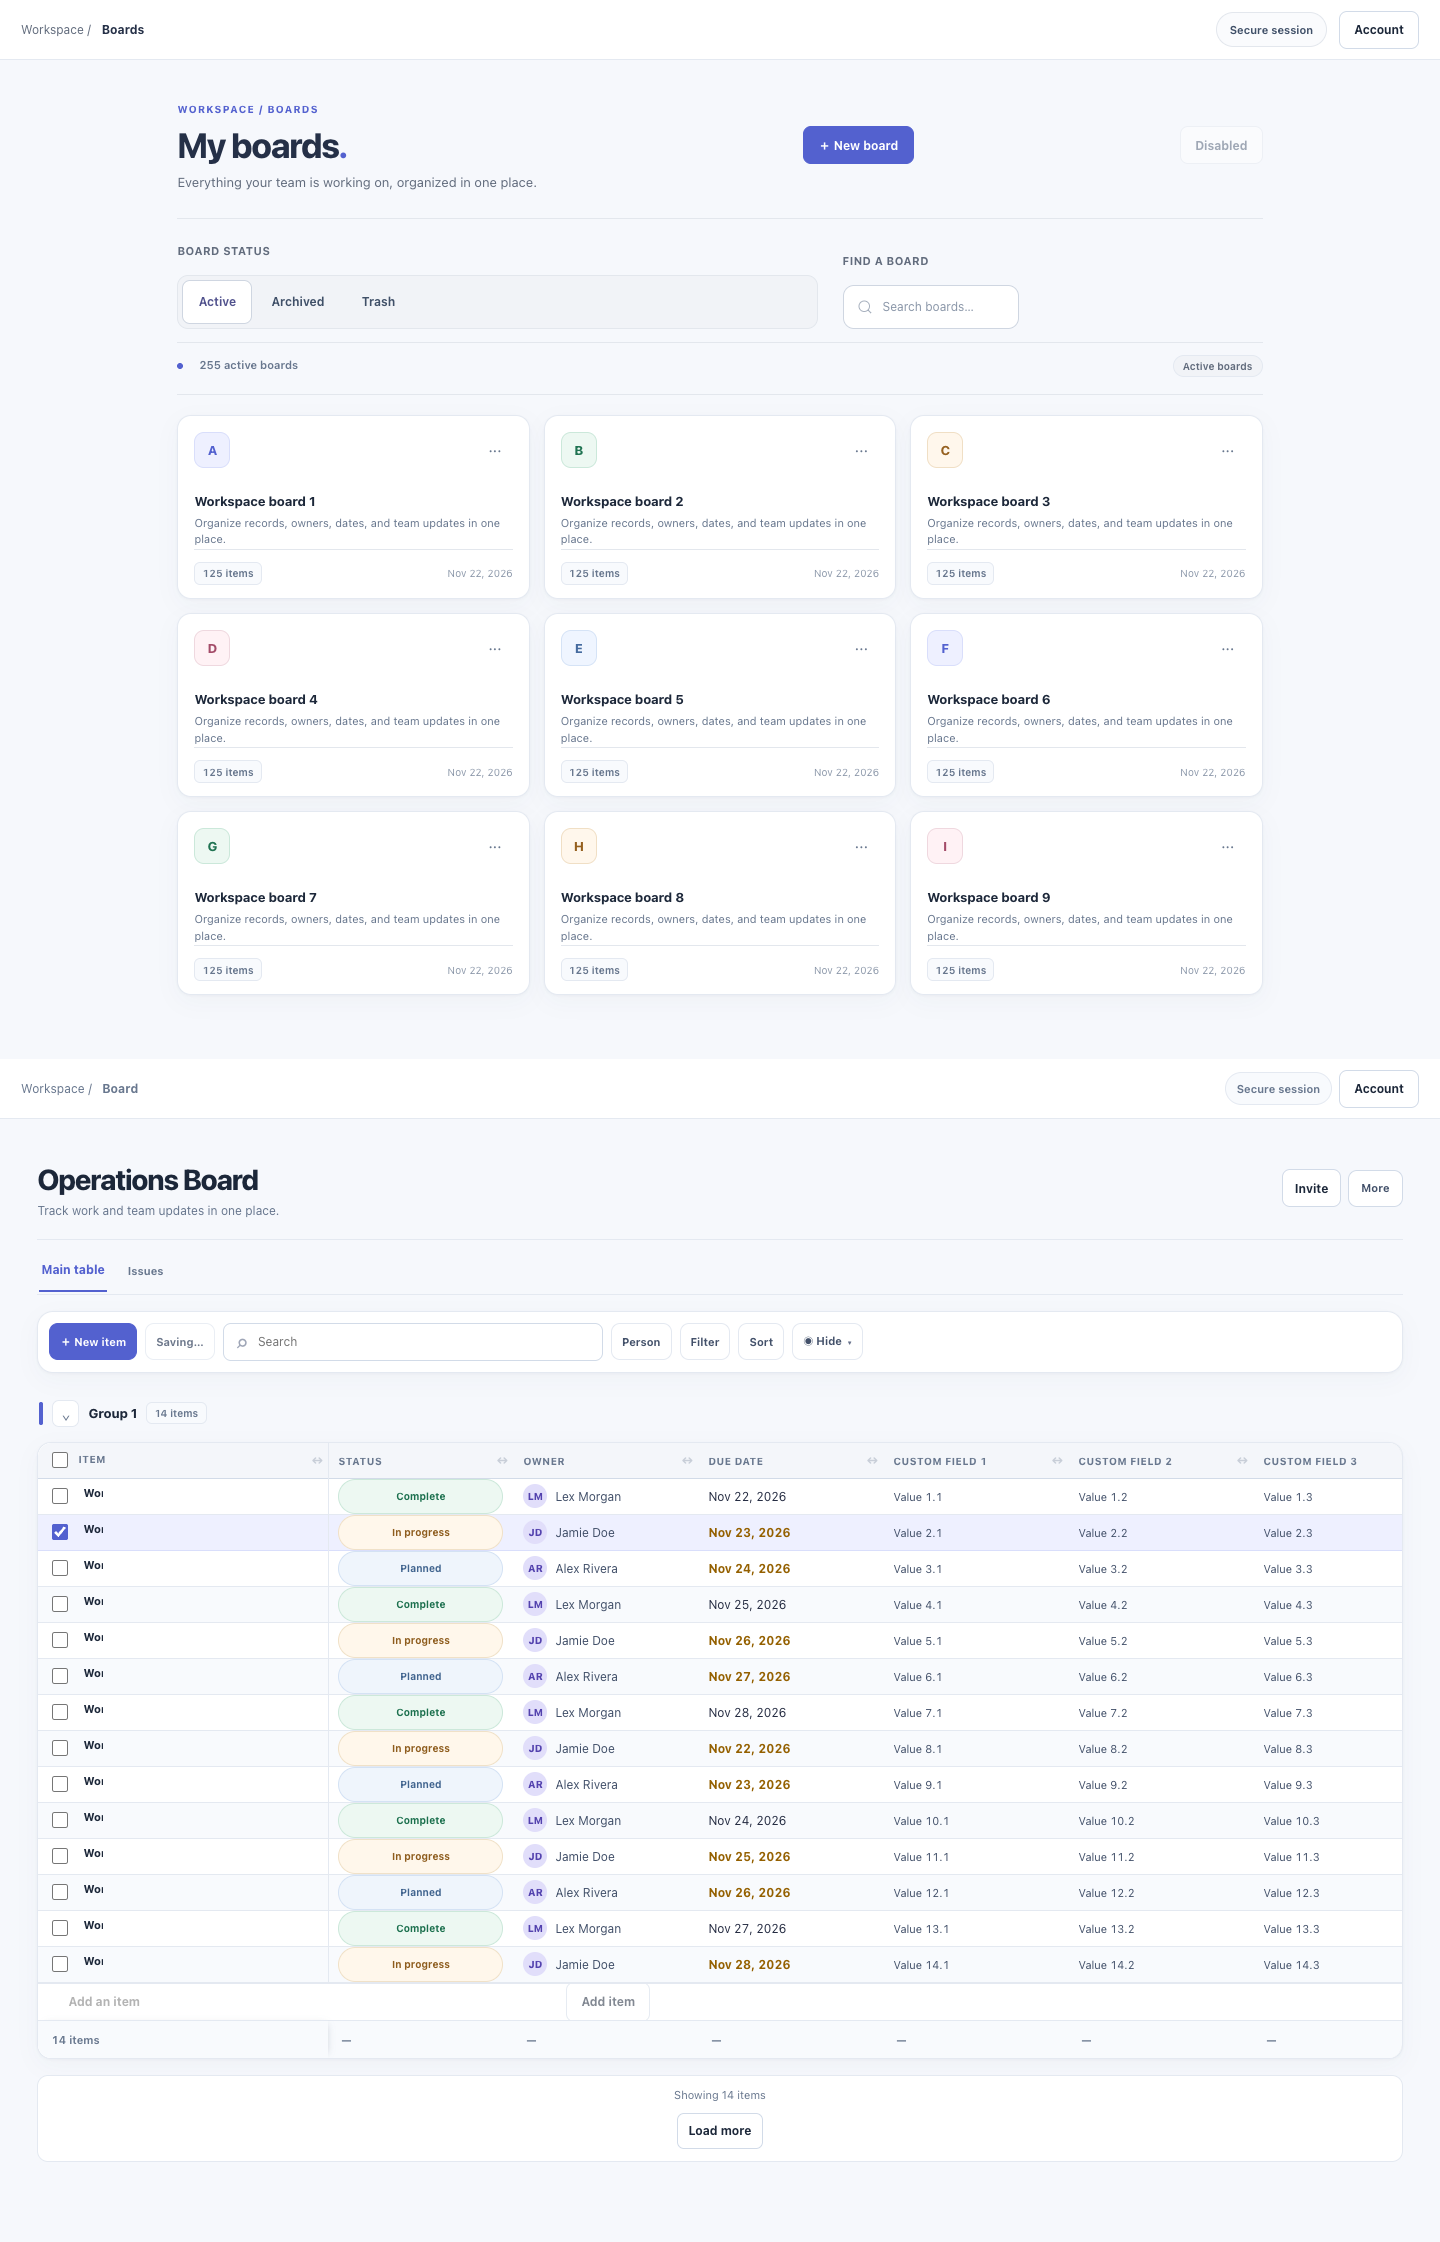 Workspace / Boards
Secure session
Account
WORKSPACE / BOARDS
My boards.
+ New board
Disabled
Everything your team is working on, organized in one place.
BOARD STATUS
FIND A BOARD
Active
Archived
Trash
Search boards...
255 active boards
Active boards
A
...
B
...
C
...
Workspace board 1
Workspace board 2
Workspace board 3
Organize records, owners, dates, and team updates in one
place.
Organize records, owners, dates, and team updates in one
place.
Organize records, owners, dates, and team updates in one
place.
125 items
Nov 22, 2026
125 items
Nov 22, 2026
125 items
Nov 22, 2026
D
...
E
...
F
...
Workspace board 4
Workspace board 5
Workspace board 6
Organize records, owners, dates, and team updates in one
place.
Organize records, owners, dates, and team updates in one
place.
Organize records, owners, dates, and team updates in one
place.
125 items
Nov 22, 2026
125 items
Nov 22, 2026
125 items
Nov 22, 2026
G
...
H
...
I
...
Workspace board 7
Workspace board 8
Workspace board 9
Organize records, owners, dates, and team updates in one
place.
Organize records, owners, dates, and team updates in one
place.
Organize records, owners, dates, and team updates in one
place.
125 items
Nov 22, 2026
125 items
Nov 22, 2026
125 items
Nov 22, 2026
Workspace / Board
Secure session
Account
Operations Board
Invite
More
Track work and team updates in one place.
Main table
Issues
+ New item
Saving...
Search
Person
Filter
Sort
Hide
Group 1
14 items
ITEM STATUS OWNER DUE DATE CUSTOM FIELD 1 CUSTOM FIELD 2 CUSTOM FIELD 3
Complete LM Lex Morgan Nov 22, 2026 Value 1.1 Value 1.2 Value 1.3
In progress JD Jamie Doe Nov 23, 2026 Value 2.1 Value 2.2 Value 2.3
Planned AR Alex Rivera Nov 24, 2026 Value 3.1 Value 3.2 Value 3.3
Complete LM Lex Morgan Nov 25, 2026 Value 4.1 Value 4.2 Value 4.3
In progress JD Jamie Doe Nov 26, 2026 Value 5.1 Value 5.2 Value 5.3
Planned AR Alex Rivera Nov 27, 2026 Value 6.1 Value 6.2 Value 6.3
Complete LM Lex Morgan Nov 28, 2026 Value 7.1 Value 7.2 Value 7.3
In progress JD Jamie Doe Nov 22, 2026 Value 8.1 Value 8.2 Value 8.3
Planned AR Alex Rivera Nov 23, 2026 Value 9.1 Value 9.2 Value 9.3
Complete LM Lex Morgan Nov 24, 2026 Value 10.1 Value 10.2 Value 10.3
In progress JD Jamie Doe Nov 25, 2026 Value 11.1 Value 11.2 Value 11.3
Planned AR Alex Rivera Nov 26, 2026 Value 12.1 Value 12.2 Value 12.3
Complete LM Lex Morgan Nov 27, 2026 Value 13.1 Value 13.2 Value 13.3
In progress JD Jamie Doe Nov 28, 2026 Value 14.1 Value 14.2 Value 14.3
Add an item
Add item
14 items — — — — — —
Showing 14 items
Load more